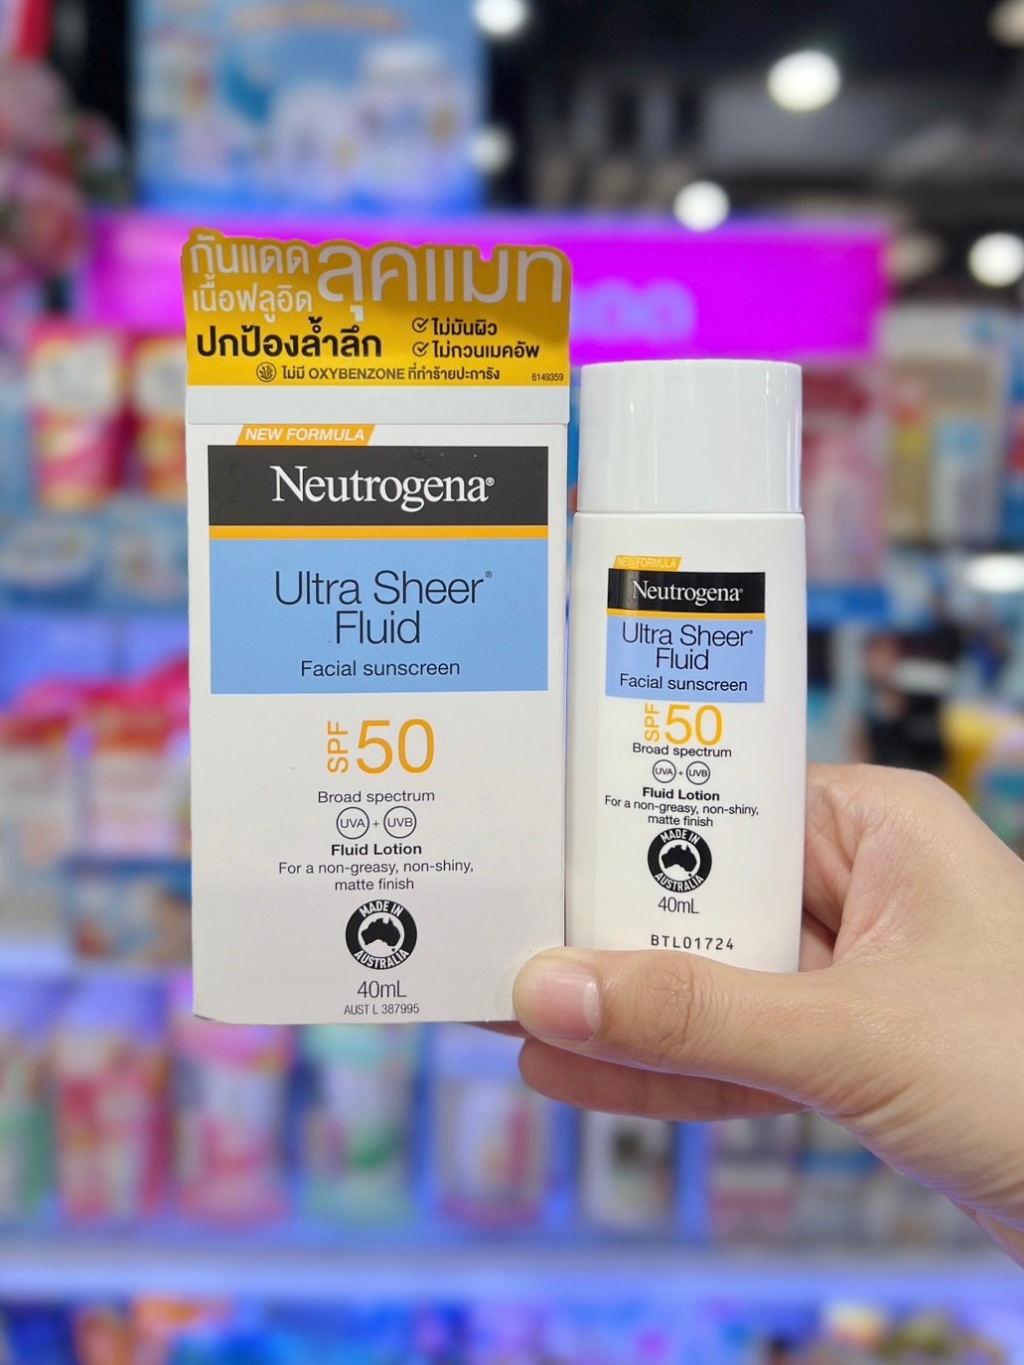 กันแดด ลุคแมท
เนื้อฟลูอิด
ปกป้องล้ำลึก
ไม่มันผิว
ไม่กวนเมคอัพ
ไม่มี OXYBENZONE ที่ทำร้ายปะการัง
6149359
NEW FORMULA
Neutrogena®
Ultra Sheer®
Fluid
Facial sunscreen
SPF 50
Broad spectrum
UVA + UVB
Fluid Lotion
For a non-greasy, non-shiny,
matte finish
MADE IN
AUSTRALIA
40mL
AUST L 387995
NEW FORMULA
Neutrogena®
Ultra Sheer®
Fluid
Facial sunscreen
SPF 50
Broad spectrum
UVA + UVB
Fluid Lotion
For a non-greasy, non-shiny,
matte finish
MADE IN
AUSTRALIA
40mL
BTL01724